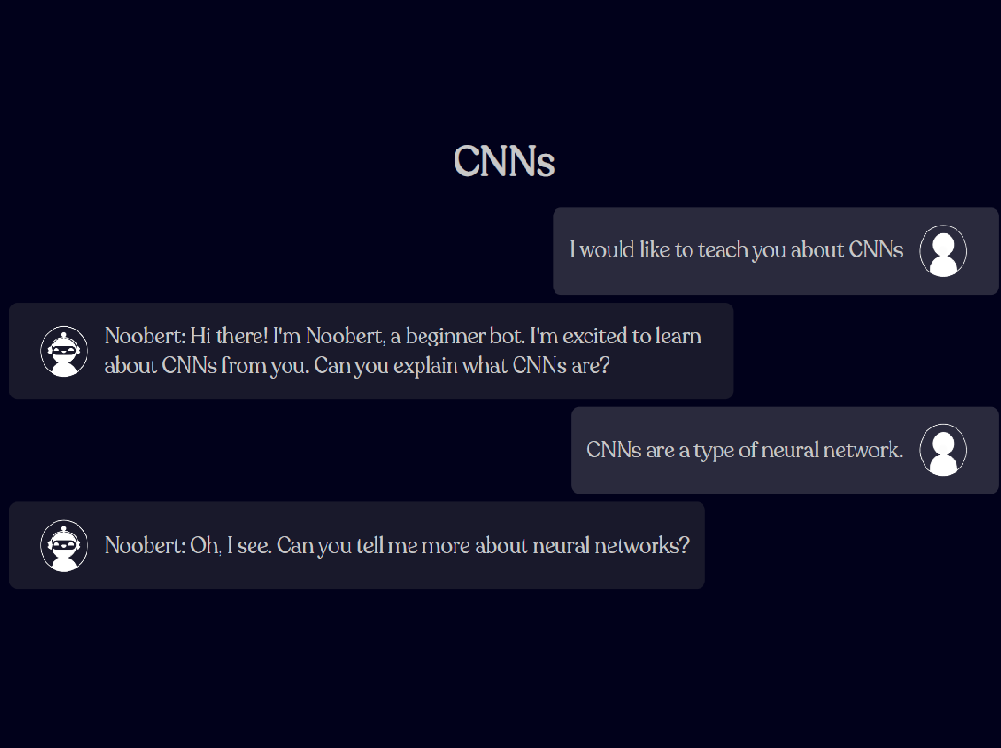 CNNs
I would like to teach you about CNNs
Noobert: Hi there! I'm Noobert, a beginner bot. I'm excited to learn
about CNNs from you. Can you explain what CNNs are?
CNNs are a type of neural network.
Noobert: Oh, I see. Can you tell me more about neural networks?